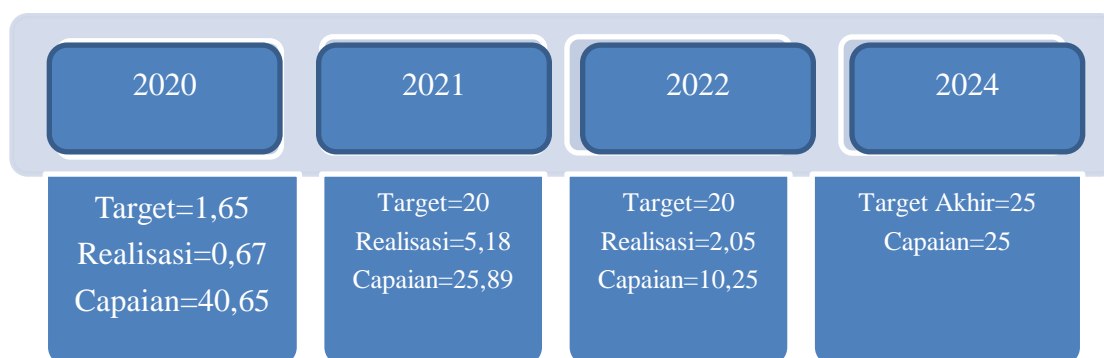 2020
Target=1,65
Realisasi=0,67
Capaian=40,65
2021
Target=20
Realisasi=5,18
Capaian=25,89
2022
Target=20
Realisasi=2,05
Capaian=10,25
2024
Target Akhir=25
Capaian=25